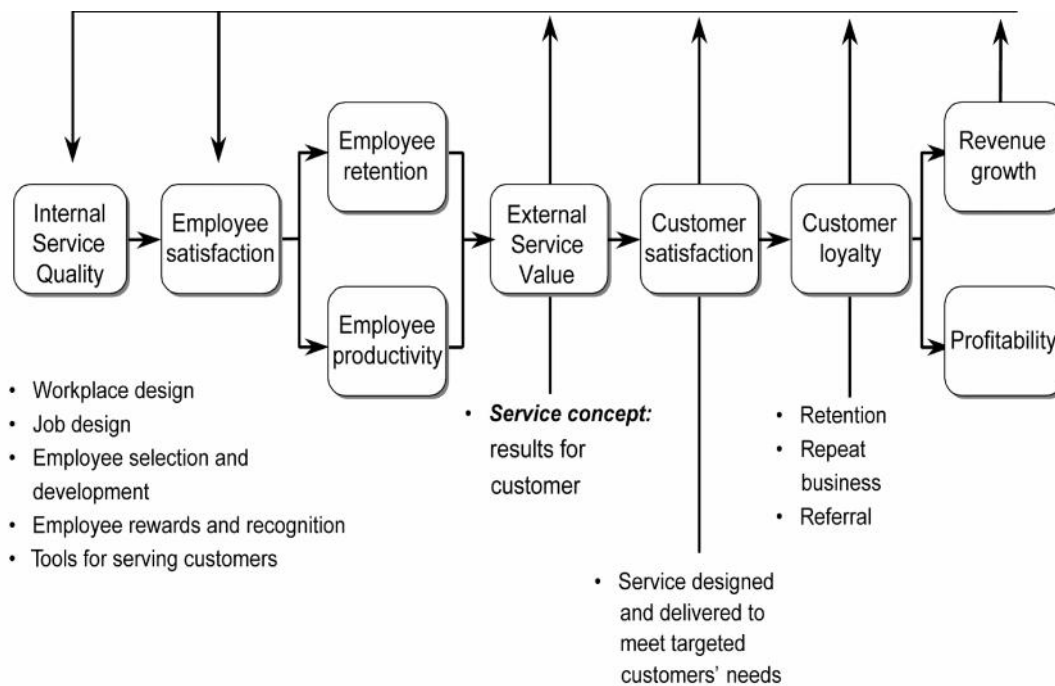 Internal
Service
Quality
Employee
satisfaction
Employee
retention
Employee
productivity
External
Service
Value
Customer
satisfaction
Customer
loyalty
Revenue
growth
Profitability
• Workplace design
• Job design
• Employee selection and
development
• Employee rewards and recognition
• Tools for serving customers
• Service concept:
results for
customer
• Service designed
and delivered to
meet targeted
customers’ needs
• Retention
• Repeat
business
• Referral